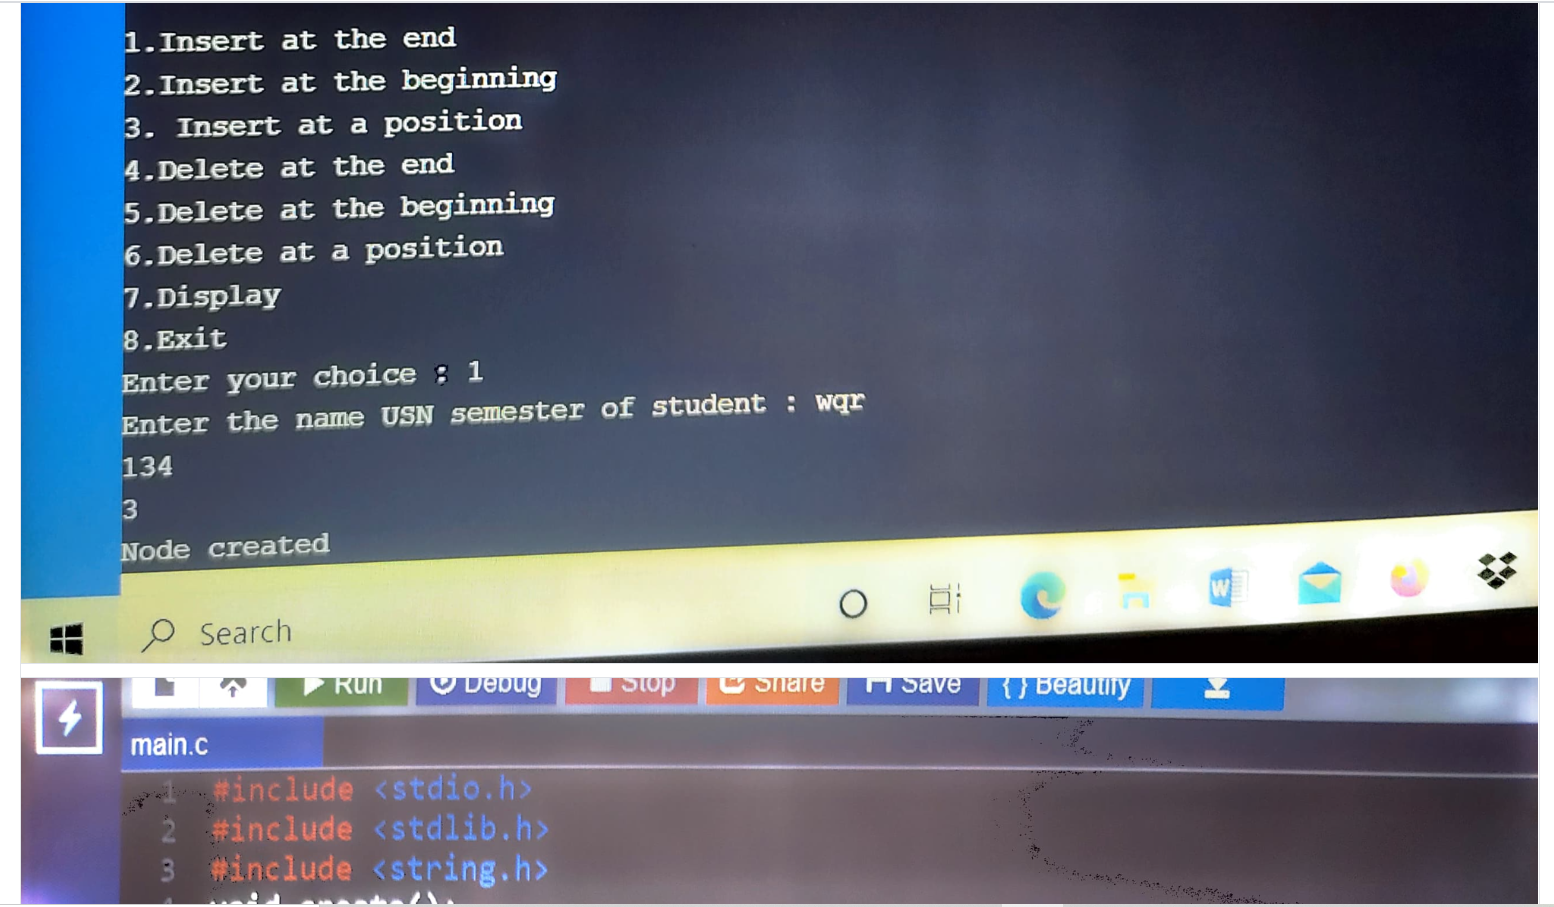 1.Insert at the end
2.Insert at the beginning
3. Insert at a position
4.Delete at the end
5.Delete at the beginning
6.Delete at a position
7.Display
8.Exit
Enter your choice : 1
Enter the name USN semester of student : wqr
134
3
Node created
Search
Run Debug Stop Share Save { } Beautify
main.c
1 #include <stdio.h>
2 #include <stdlib.h>
3 #include <string.h>
4 void create();